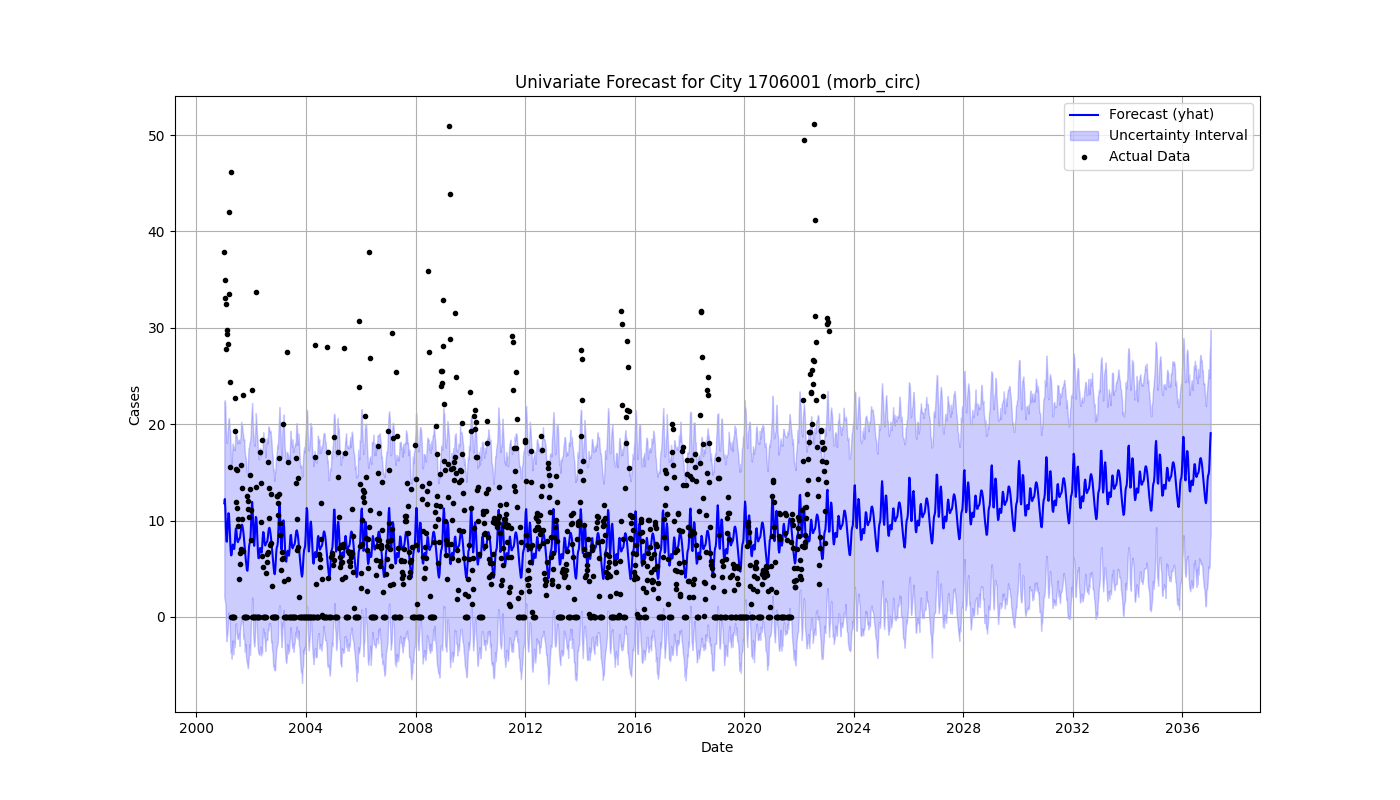 Univariate Forecast for City 1706001 (morb_circ)
Forecast (yhat)
Uncertainty Interval
Actual Data
Cases
50
40
30
20
10
0
2000 2004 2008 2012 2016 2020 2024 2028 2032 2036
Date